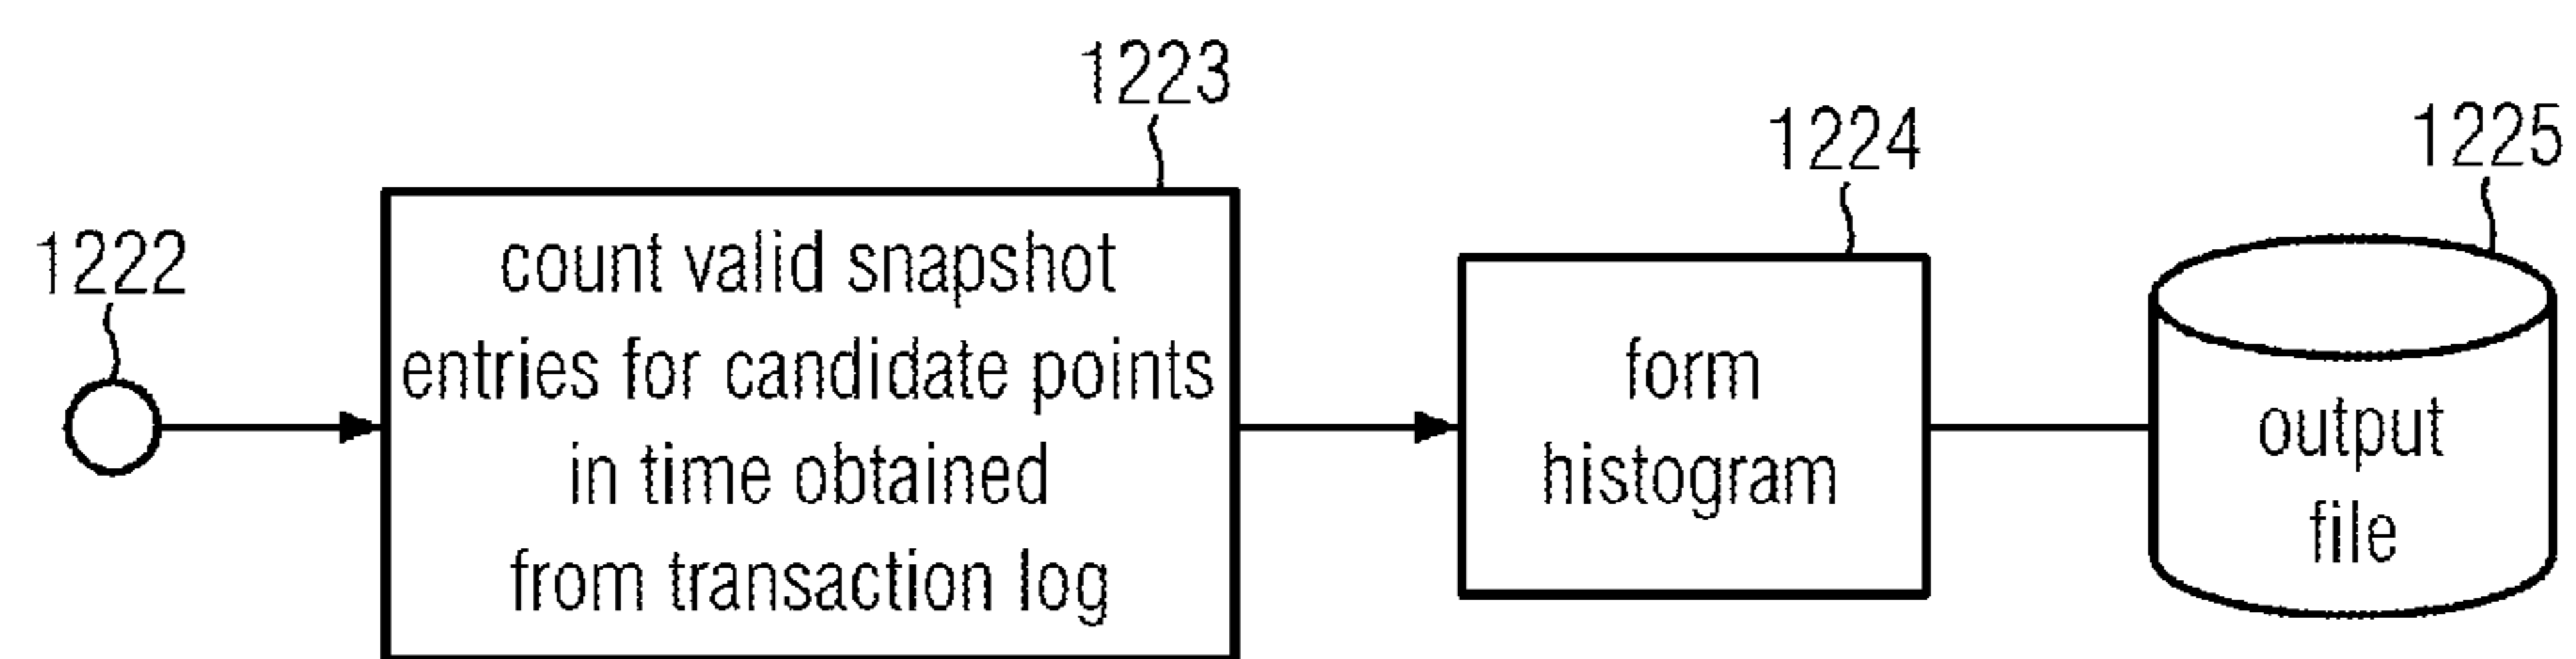 1222
1223
count valid snapshot
entries for candidate points
in time obtained
from transaction log
1224
form
histogram
1225
output
file